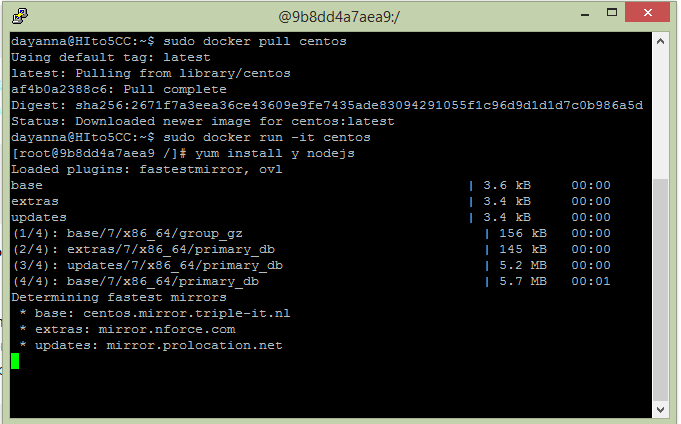 @9b8dd4a7aea9:/
dayanna@HIto5CC:~$ sudo docker pull centos
Using default tag: latest
latest: Pulling from library/centos
af4b0a2388c6: Pull complete
Digest: sha256:2671f7a3eea36ce43609e9fe7435ade83094291055f1c96d9d1d1d7c0b986a5d
Status: Downloaded newer image for centos:latest
dayanna@HIto5CC:~$ sudo docker run -it centos
[root@9b8dd4a7aea9 /]# yum install y nodejs
Loaded plugins: fastestmirror, ovl
base | 3.6 kB 00:00
extras | 3.4 kB 00:00
updates | 3.4 kB 00:00
(1/4): base/7/x86_64/group_gz | 156 kB 00:00
(2/4): extras/7/x86_64/primary_db | 145 kB 00:00
(3/4): updates/7/x86_64/primary_db | 5.2 MB 00:00
(4/4): base/7/x86_64/primary_db | 5.7 MB 00:01
Determining fastest mirrors
* base: centos.mirror.triple-it.nl
* extras: mirror.nforce.com
* updates: mirror.prolocation.net